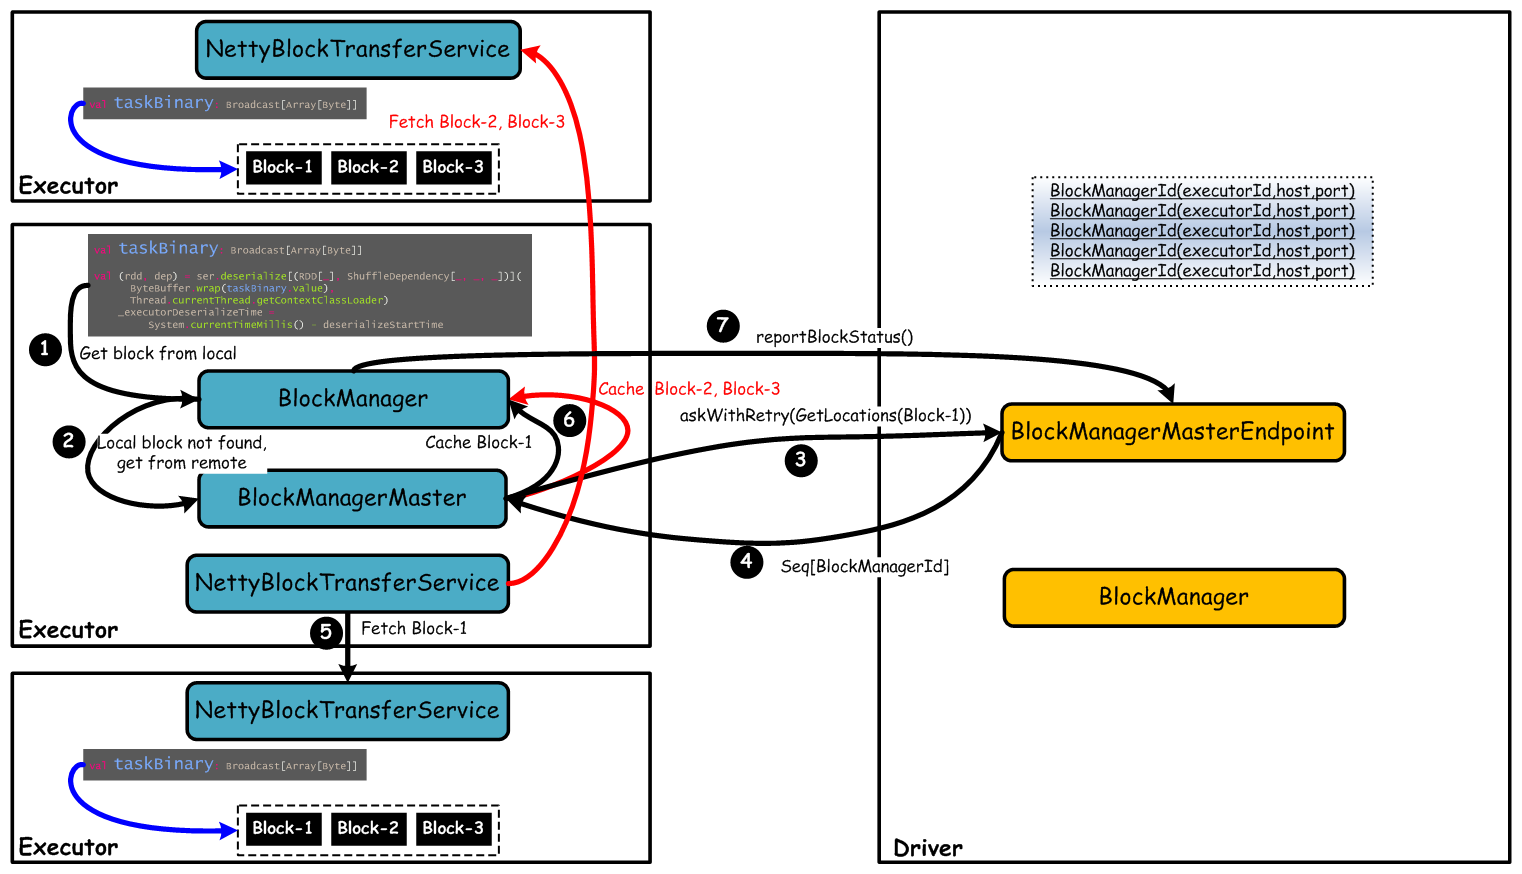 NettyBlockTransferService
val taskBinary: Broadcast[Array[Byte]]
Fetch Block-2, Block-3
Block-1 Block-2 Block-3
Executor
BlockManagerId(executorId,host,port)
BlockManagerId(executorId,host,port)
BlockManagerId(executorId,host,port)
BlockManagerId(executorId,host,port)
BlockManagerId(executorId,host,port)
taskBinary Broadcast[Array[Byte]]
(rdd, dep) ser deserialize[(RDD[_], ShuffleDependency[_, _, _])](
ByteBuffer wrap(taskBinary value)
Thread currentThread getContextClassLoader)
_executorDeserializeTime
System currentTimeMillis() - deserializeStartTime
1
Get block from local
7
reportBlockStatus()
BlockManager
Cache Block-2, Block-3
6
askWithRetry(GetLocations(Block-1))
2
Local block not found,
get from remote
Cache Block-1
3
BlockManagerMasterEndpoint
BlockManagerMaster
4
Seq[BlockManagerId]
NettyBlockTransferService
BlockManager
5
Fetch Block-1
Executor
NettyBlockTransferService
val taskBinary: Broadcast[Array[Byte]]
Block-1 Block-2 Block-3
Executor
Driver